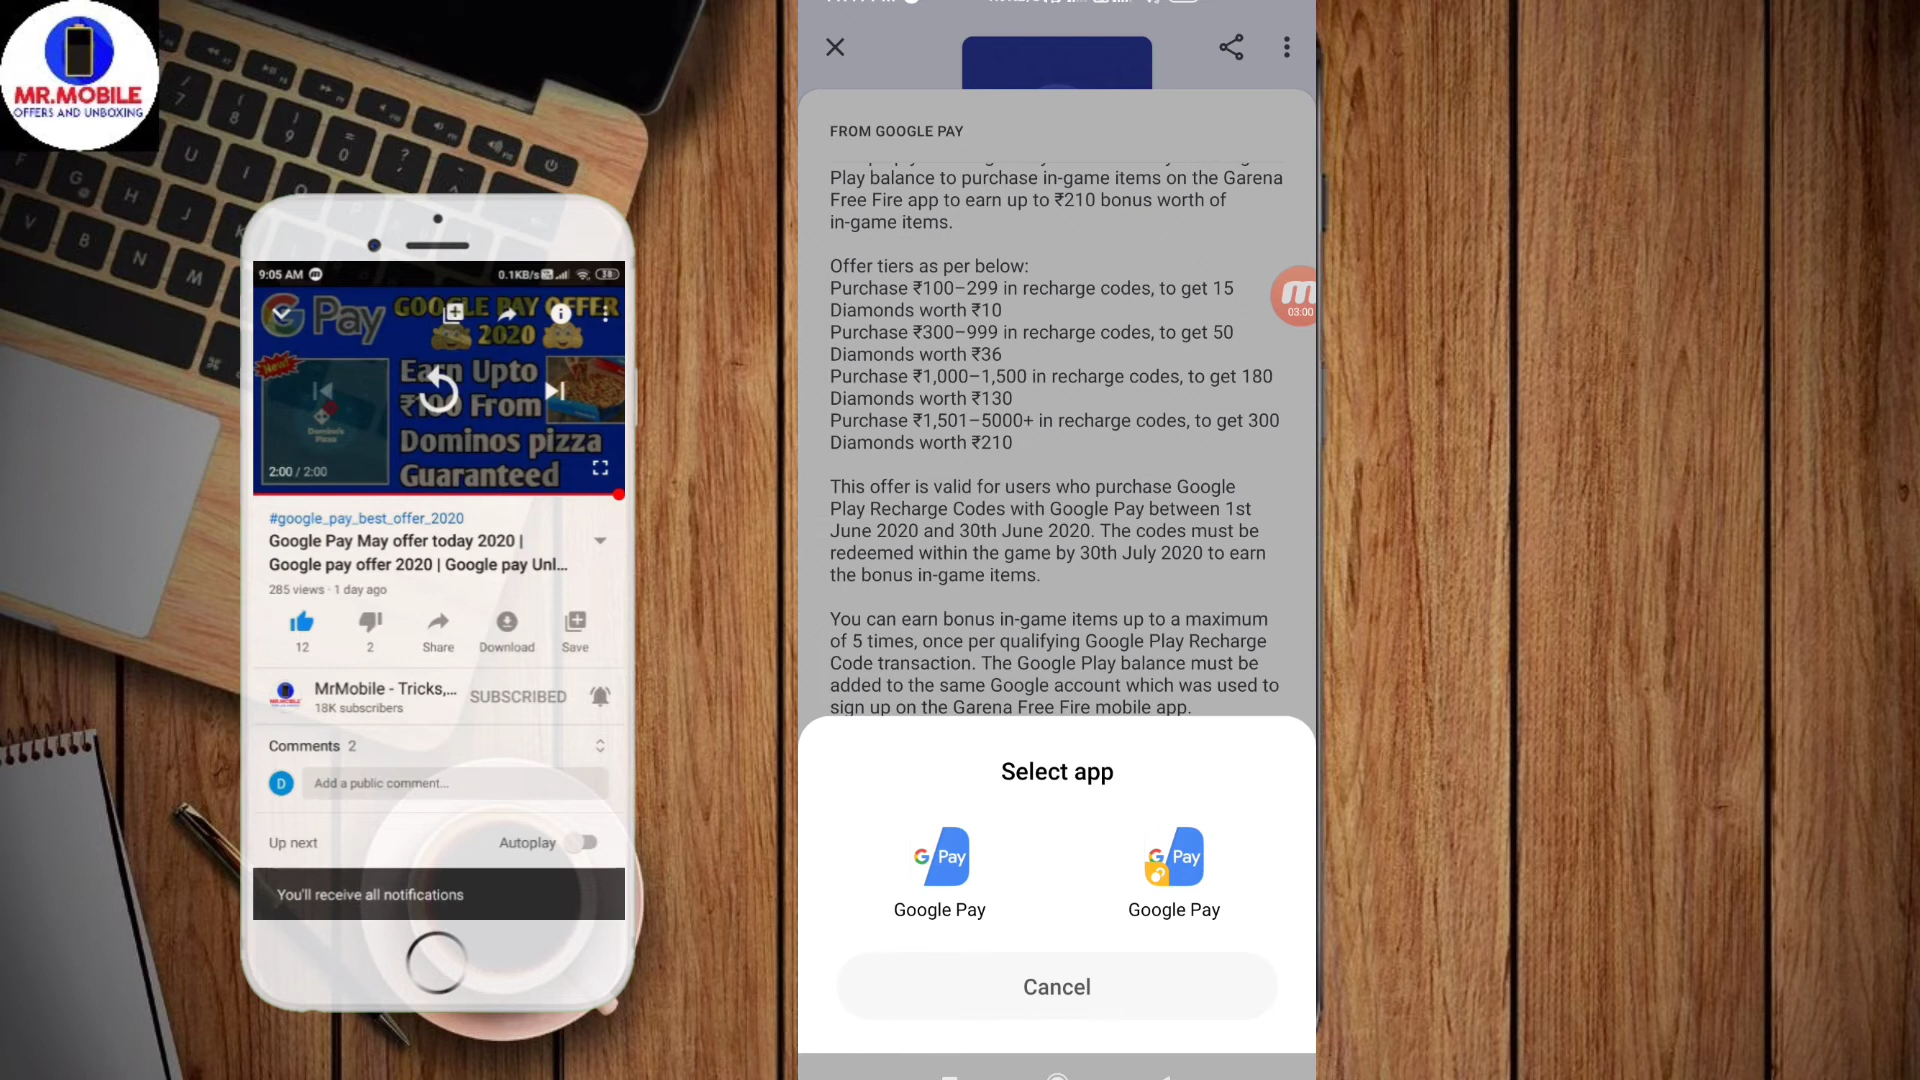 MR.MOBILE
OFFERS AND UNBOXING
9:05 AM
0.1KB/s
38
G Pay
GOOGLE PAY OFFER
2020
New!
Earn Upto
₹100 From
Dominos pizza
Guaranteed
Domino's
Pizza
2:00 / 2:00
#google_pay_best_offer_2020
Google Pay May offer today 2020 |
Google pay offer 2020 | Google pay Unl...
285 views · 1 day ago
12
2
Share
Download
Save
MrMobile - Tricks,...
18K subscribers
SUBSCRIBED
Comments 2
D
Add a public comment...
Up next
Autoplay
You'll receive all notifications
FROM GOOGLE PAY
Play balance to purchase in-game items on the Garena
Free Fire app to earn up to ₹210 bonus worth of
in-game items.
Offer tiers as per below:
Purchase ₹100–299 in recharge codes, to get 15
Diamonds worth ₹10
Purchase ₹300–999 in recharge codes, to get 50
Diamonds worth ₹36
Purchase ₹1,000–1,500 in recharge codes, to get 180
Diamonds worth ₹130
Purchase ₹1,501–5000+ in recharge codes, to get 300
Diamonds worth ₹210
This offer is valid for users who purchase Google
Play Recharge Codes with Google Pay between 1st
June 2020 and 30th June 2020. The codes must be
redeemed within the game by 30th July 2020 to earn
the bonus in-game items.
You can earn bonus in-game items up to a maximum
of 5 times, once per qualifying Google Play Recharge
Code transaction. The Google Play balance must be
added to the same Google account which was used to
sign up on the Garena Free Fire mobile app.
03:00
Select app
G Pay
G Pay
Google Pay
Google Pay
Cancel